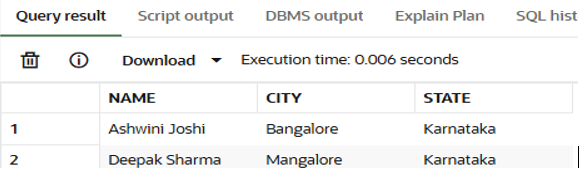 Query result Script output DBMS output Explain Plan SQL hist
Download Execution time: 0.006 seconds
NAME CITY STATE
1 Ashwini Joshi Bangalore Karnataka
2 Deepak Sharma Mangalore Karnataka